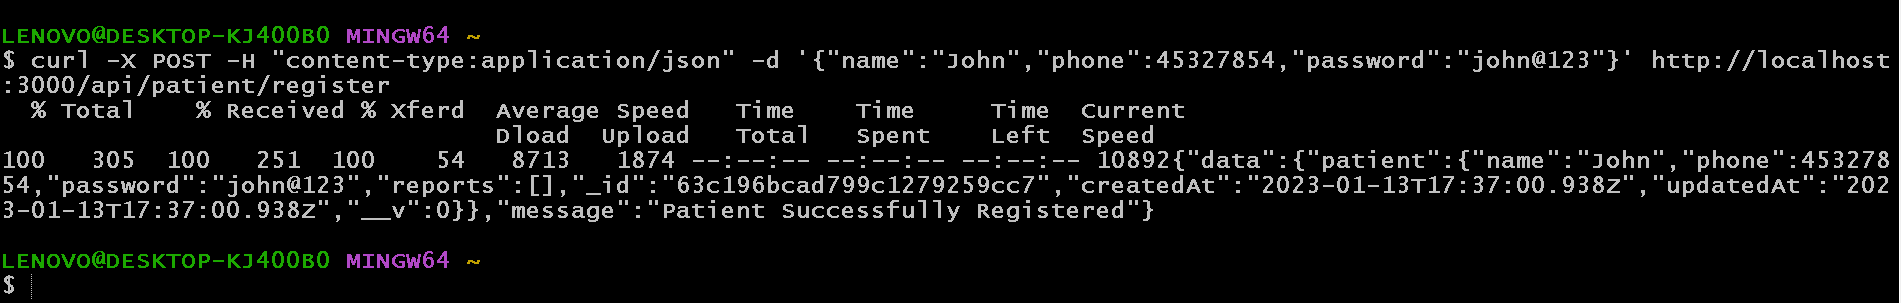 LENOVO@DESKTOP-KJ400B0 MINGW64 ~
$ curl -X POST -H "content-type:application/json" -d '{"name":"John","phone":45327854,"password":"john@123"}' http://localhost
:3000/api/patient/register
  % Total    % Received % Xferd  Average Speed   Time    Time     Time  Current
                                 Dload  Upload   Total   Spent    Left  Speed
100   305  100   251  100    54   8713   1874 --:--:-- --:--:-- --:--:-- 10892{"data":{"patient":{"name":"John","phone":453278
54,"password":"john@123","reports":[],"_id":"63c196bcad799c1279259cc7","createdAt":"2023-01-13T17:37:00.938Z","updatedAt":"202
3-01-13T17:37:00.938Z","__v":0}},"message":"Patient Successfully Registered"}
LENOVO@DESKTOP-KJ400B0 MINGW64 ~
$